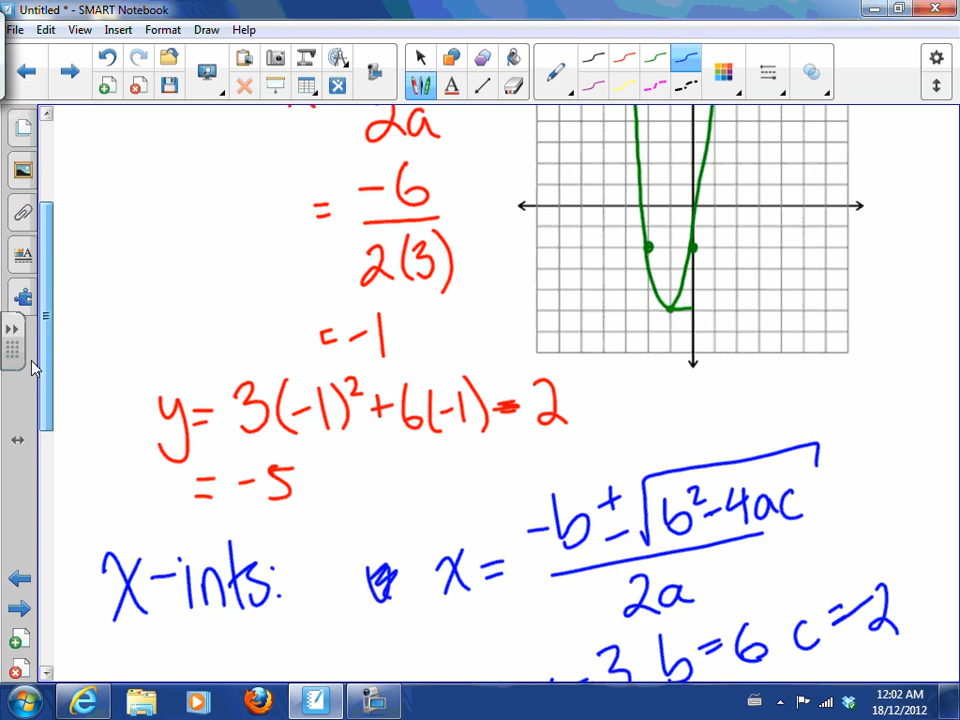 Untitled * - SMART Notebook
File Edit View Insert Format Draw Help
2a
= -6
2(3)
= -1
y= 3(-1)²+6(-1)-2
= -5
X-ints: x= -b±√b²-4ac
2a
3 b=6 c=-2
12:02 AM
18/12/2012